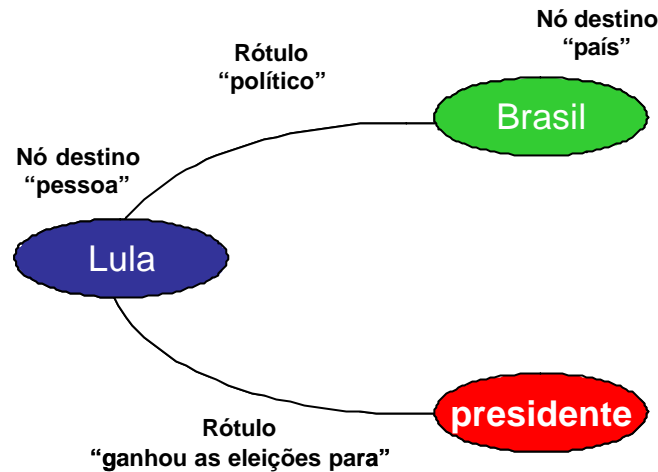 Nó destino
“país”
Rótulo
“político”
Brasil
Nó destino
“pessoa”
Lula
presidente
Rótulo
“ganhou as eleições para”